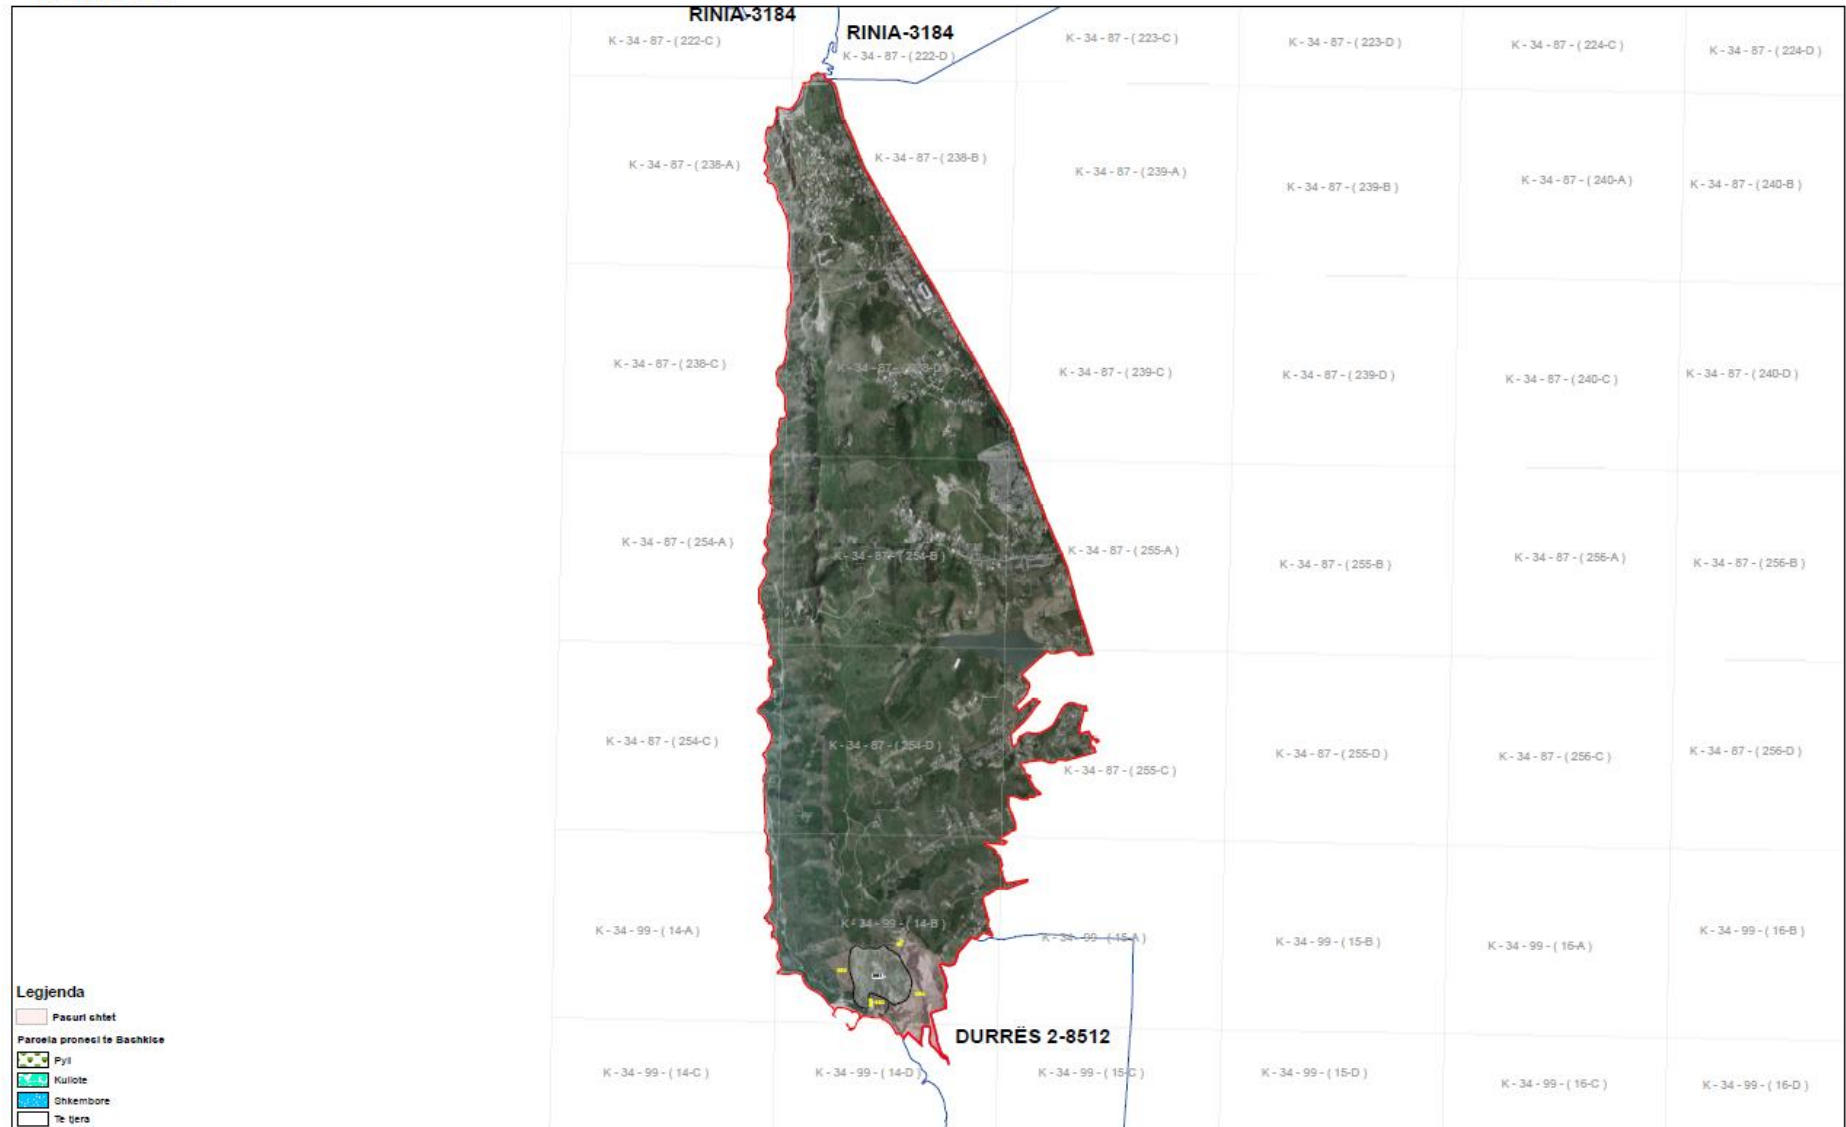 RINIA-3184
RINIA-3184
K - 34 - 87 - ( 222-C )
K - 34 - 87 - ( 222-D )
K - 34 - 87 - ( 223-C )
K - 34 - 87 - ( 223-D )
K - 34 - 87 - ( 224-C )
K - 34 - 87 - ( 224-D )
K - 34 - 87 - ( 238-A )
K - 34 - 87 - ( 238-B )
K - 34 - 87 - ( 239-A )
K - 34 - 87 - ( 239-B )
K - 34 - 87 - ( 240-A )
K - 34 - 87 - ( 240-B )
K - 34 - 87 - ( 238-C )
K - 34 - 87 - ( 238-D )
K - 34 - 87 - ( 239-C )
K - 34 - 87 - ( 239-D )
K - 34 - 87 - ( 240-C )
K - 34 - 87 - ( 240-D )
K - 34 - 87 - ( 254-A )
K - 34 - 87 - ( 254-B )
K - 34 - 87 - ( 255-A )
K - 34 - 87 - ( 255-B )
K - 34 - 87 - ( 256-A )
K - 34 - 87 - ( 256-B )
K - 34 - 87 - ( 254-C )
K - 34 - 87 - ( 254-D )
K - 34 - 87 - ( 255-C )
K - 34 - 87 - ( 255-D )
K - 34 - 87 - ( 256-C )
K - 34 - 87 - ( 256-D )
K - 34 - 99 - ( 14-A )
K - 34 - 99 - ( 14-B )
K - 34 - 99 - ( 15-A )
K - 34 - 99 - ( 15-B )
K - 34 - 99 - ( 16-A )
K - 34 - 99 - ( 16-B )
DURRËS 2-8512
K - 34 - 99 - ( 14-C )
K - 34 - 99 - ( 14-D )
K - 34 - 99 - ( 15-C )
K - 34 - 99 - ( 15-D )
K - 34 - 99 - ( 16-C )
K - 34 - 99 - ( 16-D )
Legjenda
Pasuri shtet
Parcela pronesi te Bashkise
Pyll
Kullote
Shkembore
Te tjera